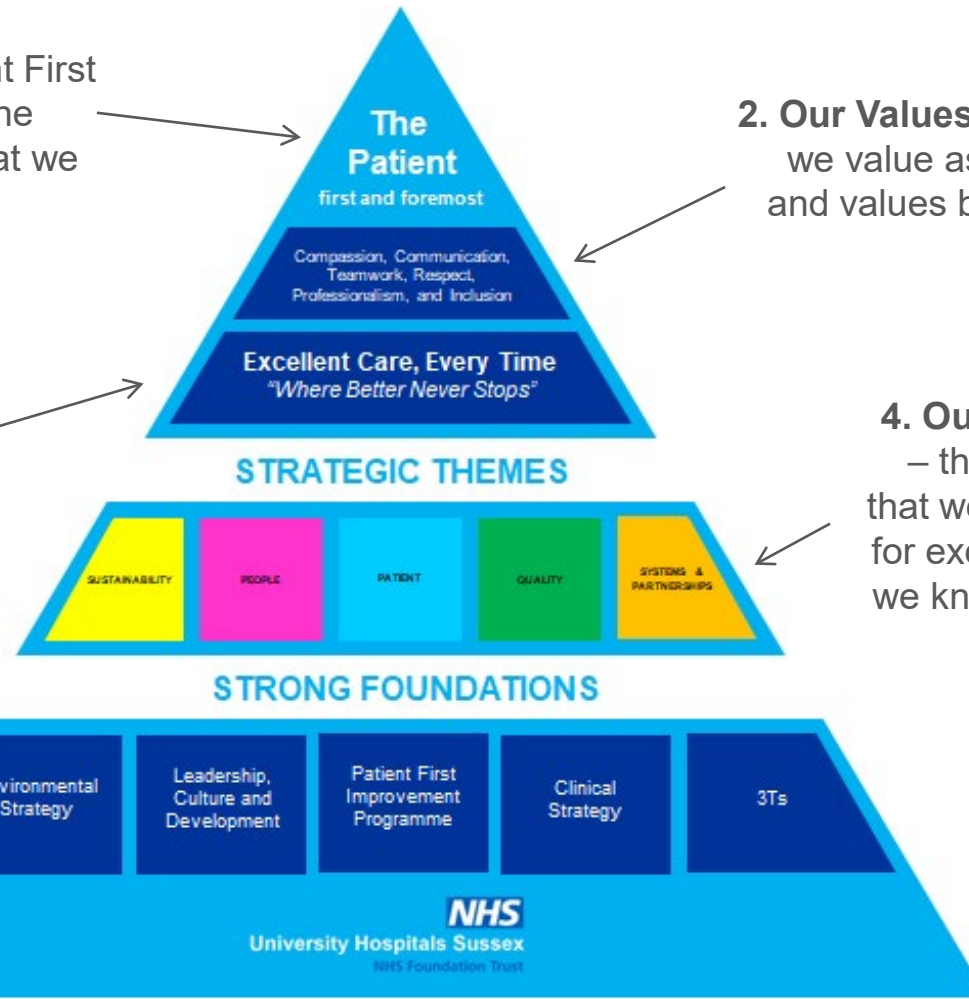 nt First
he
at we
The
Patient
first and foremost
2. Our Values
we value as
and values b
Compassion, Communication,
Teamwork, Respect,
Professionalism, and Inclusion
Excellent Care, Every Time
"Where Better Never Stops"
4. Ou
– th
that we
for exc
we kn
STRATEGIC THEMES
SUSTAINABILITY
PEOPLE
PATIENT
QUALITY
SYSTEMS &
PARTNERSHIPS
STRONG FOUNDATIONS
vironmental
Strategy
Leadership,
Culture and
Development
Patient First
Improvement
Programme
Clinical
Strategy
3Ts
NHS
University Hospitals Sussex
NHS Foundation Trust